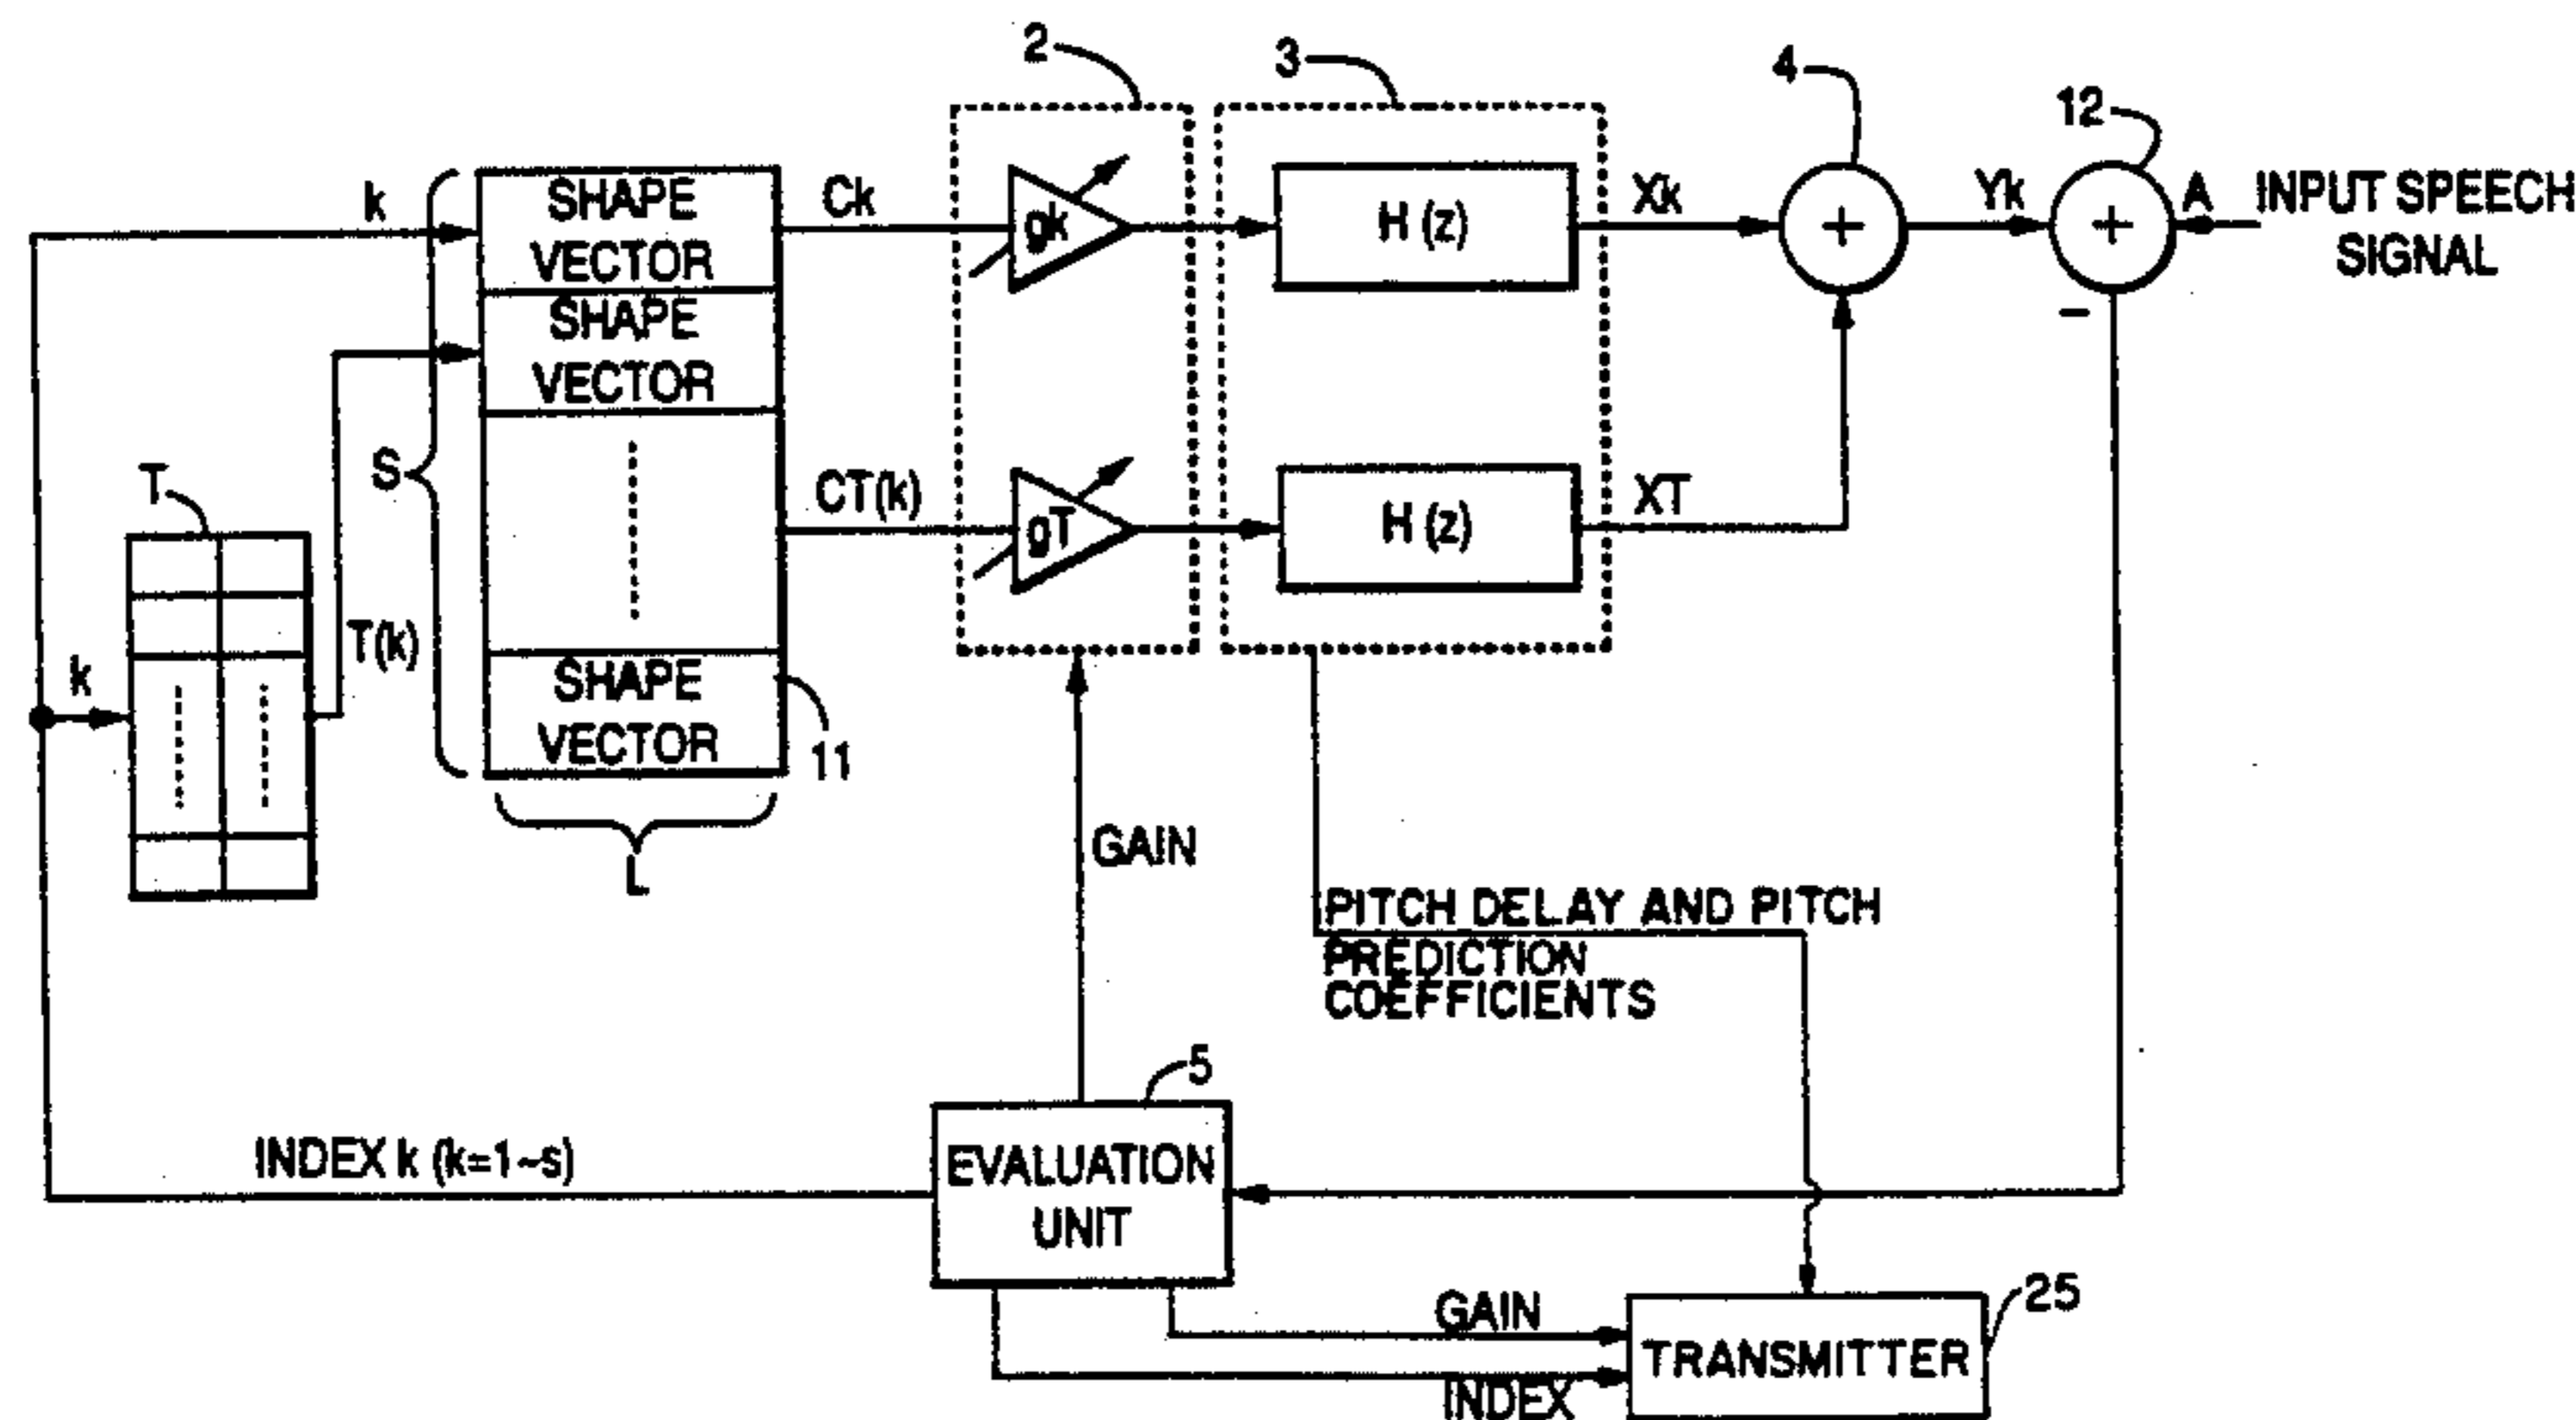 2
3
4
12
k
S
SHAPE
VECTOR
Ck
gk
H (z)
Xk
+
Yk
+
A
INPUT SPEECH
SIGNAL
−
SHAPE
VECTOR
T
CT(k)
gT
H (z)
XT
k
T(k)
SHAPE
VECTOR
11
L
GAIN
PITCH DELAY AND PITCH
PREDICTION
COEFFICIENTS
5
INDEX k (k=1~s)
EVALUATION
UNIT
GAIN
INDEX
TRANSMITTER
25